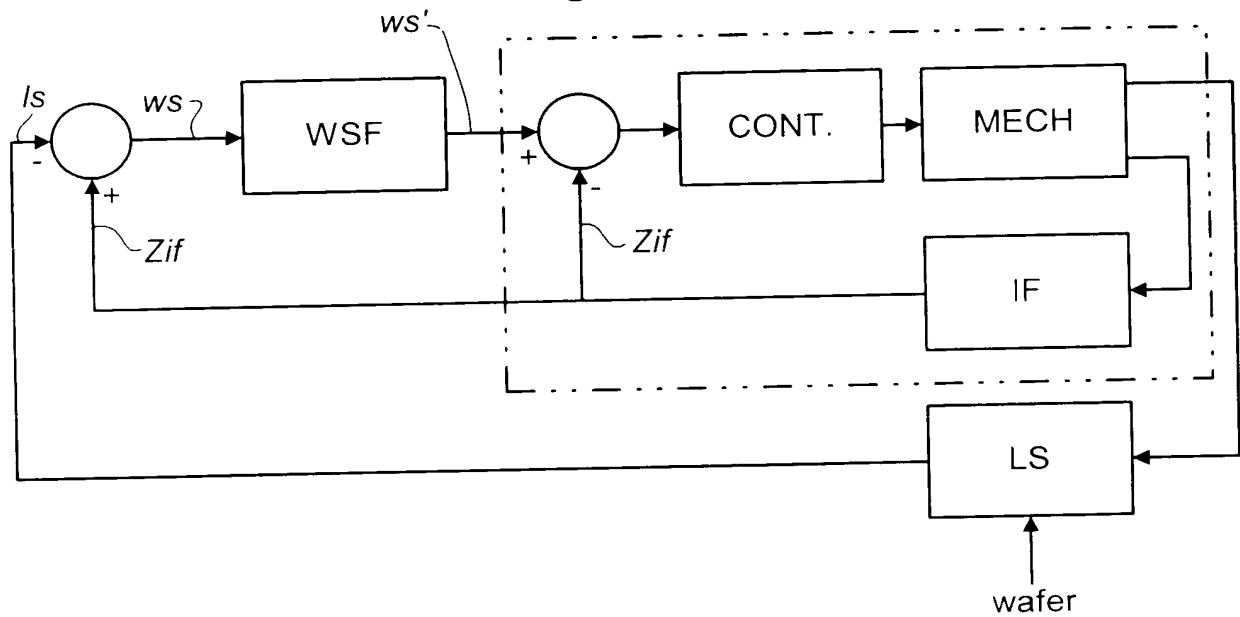 ws'
ls
ws
WSF
CONT.
MECH
-
+
+
-
Zif
Zif
IF
LS
wafer